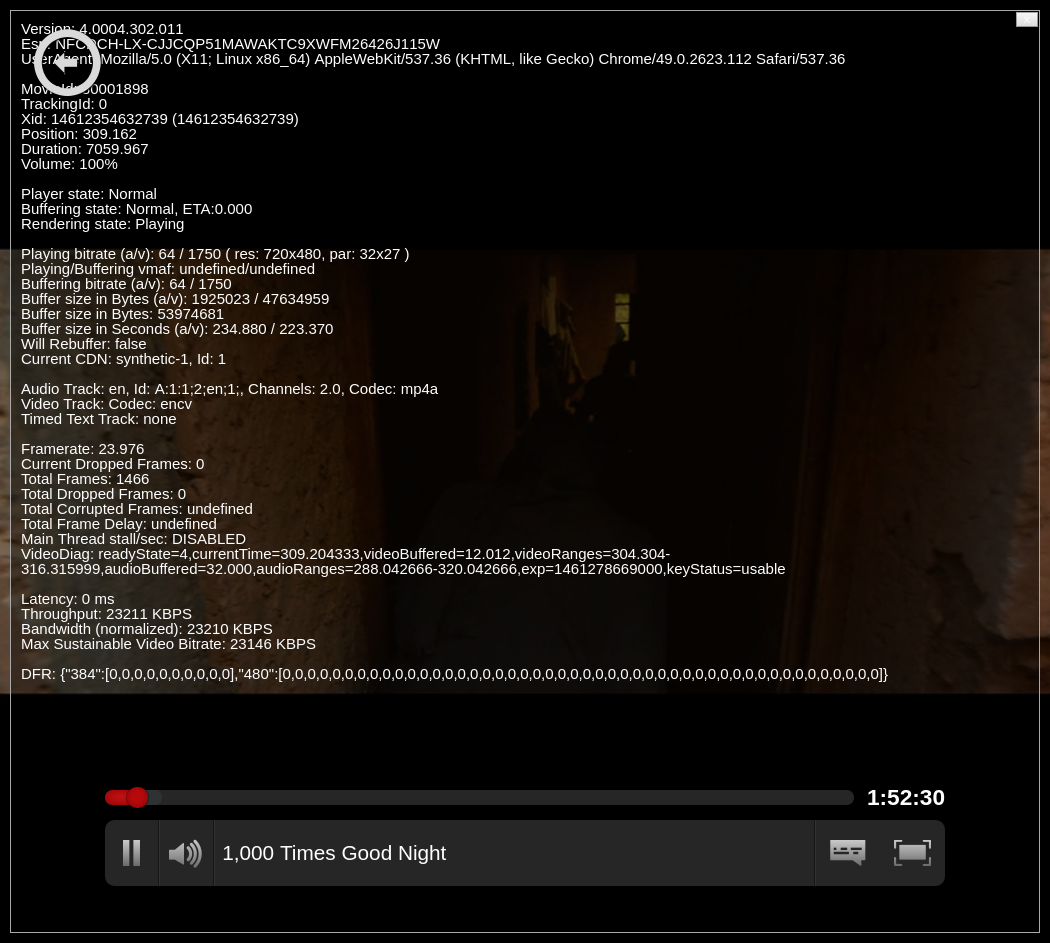 Version: 4.0004.302.011
Esn: NFCDCH-LX-CJJCQP51MAWAKTC9XWFM26426J115W
UserAgent: Mozilla/5.0 (X11; Linux x86_64) AppleWebKit/537.36 (KHTML, like Gecko) Chrome/49.0.2623.112 Safari/537.36
MovieId: 80001898
TrackingId: 0
Xid: 14612354632739 (14612354632739)
Position: 309.162
Duration: 7059.967
Volume: 100%
Player state: Normal
Buffering state: Normal, ETA:0.000
Rendering state: Playing
Playing bitrate (a/v): 64 / 1750 ( res: 720x480, par: 32x27 )
Playing/Buffering vmaf: undefined/undefined
Buffering bitrate (a/v): 64 / 1750
Buffer size in Bytes (a/v): 1925023 / 47634959
Buffer size in Bytes: 53974681
Buffer size in Seconds (a/v): 234.880 / 223.370
Will Rebuffer: false
Current CDN: synthetic-1, Id: 1
Audio Track: en, Id: A:1:1;2;en;1;, Channels: 2.0, Codec: mp4a
Video Track: Codec: encv
Timed Text Track: none
Framerate: 23.976
Current Dropped Frames: 0
Total Frames: 1466
Total Dropped Frames: 0
Total Corrupted Frames: undefined
Total Frame Delay: undefined
Main Thread stall/sec: DISABLED
VideoDiag: readyState=4,currentTime=309.204333,videoBuffered=12.012,videoRanges=304.304-
316.315999,audioBuffered=32.000,audioRanges=288.042666-320.042666,exp=1461278669000,keyStatus=usable
Latency: 0 ms
Throughput: 23211 KBPS
Bandwidth (normalized): 23210 KBPS
Max Sustainable Video Bitrate: 23146 KBPS
DFR: {"384":[0,0,0,0,0,0,0,0,0,0],"480":[0,0,0,0,0,0,0,0,0,0,0,0,0,0,0,0,0,0,0,0,0,0,0,0,0,0,0,0,0,0,0,0,0,0,0,0,0,0,0,0,0,0,0,0,0,0,0,0]}
1:52:30
1,000 Times Good Night